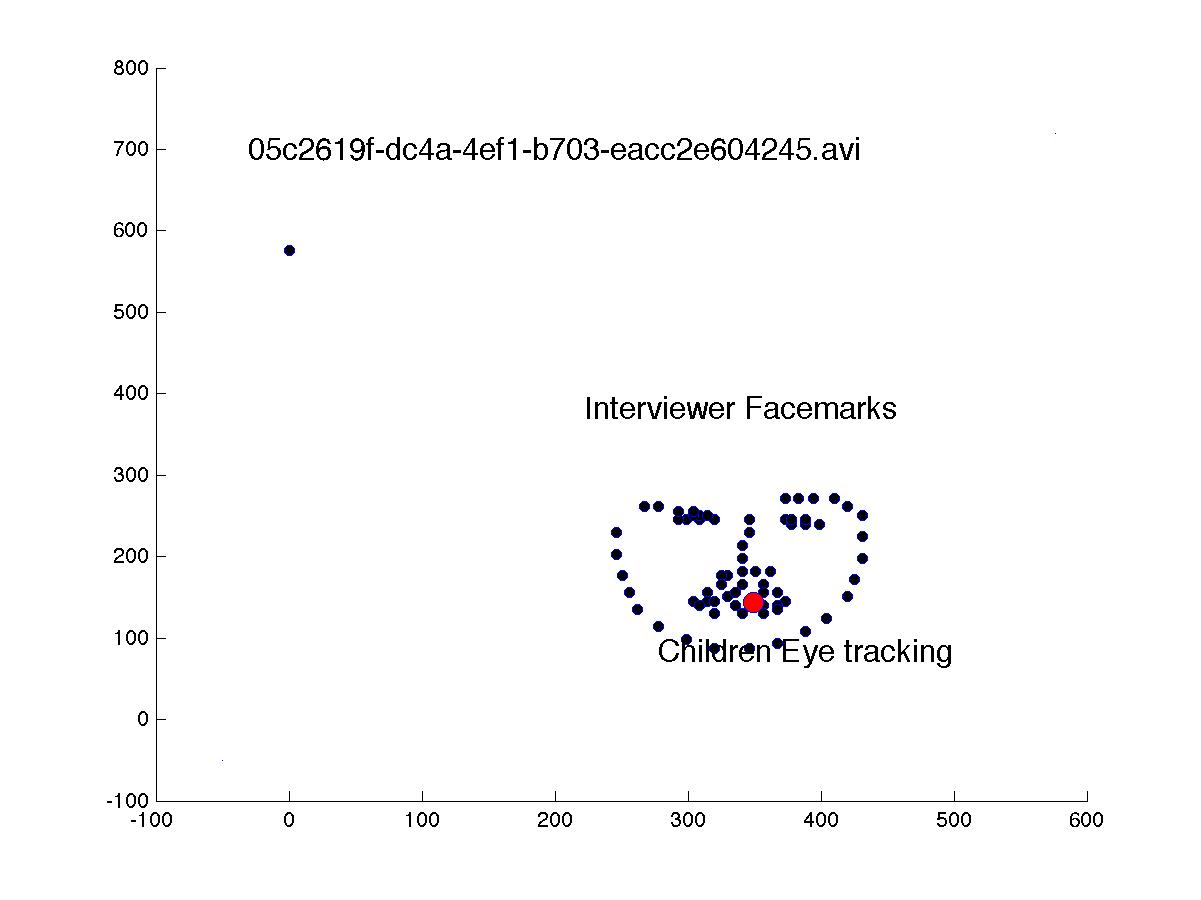 800
700
05c2619f-dc4a-4ef1-b703-eacc2e604245.avi
600
500
400
Interviewer Facemarks
300
200
100
Children Eye tracking
0
-100
-100 0 100 200 300 400 500 600